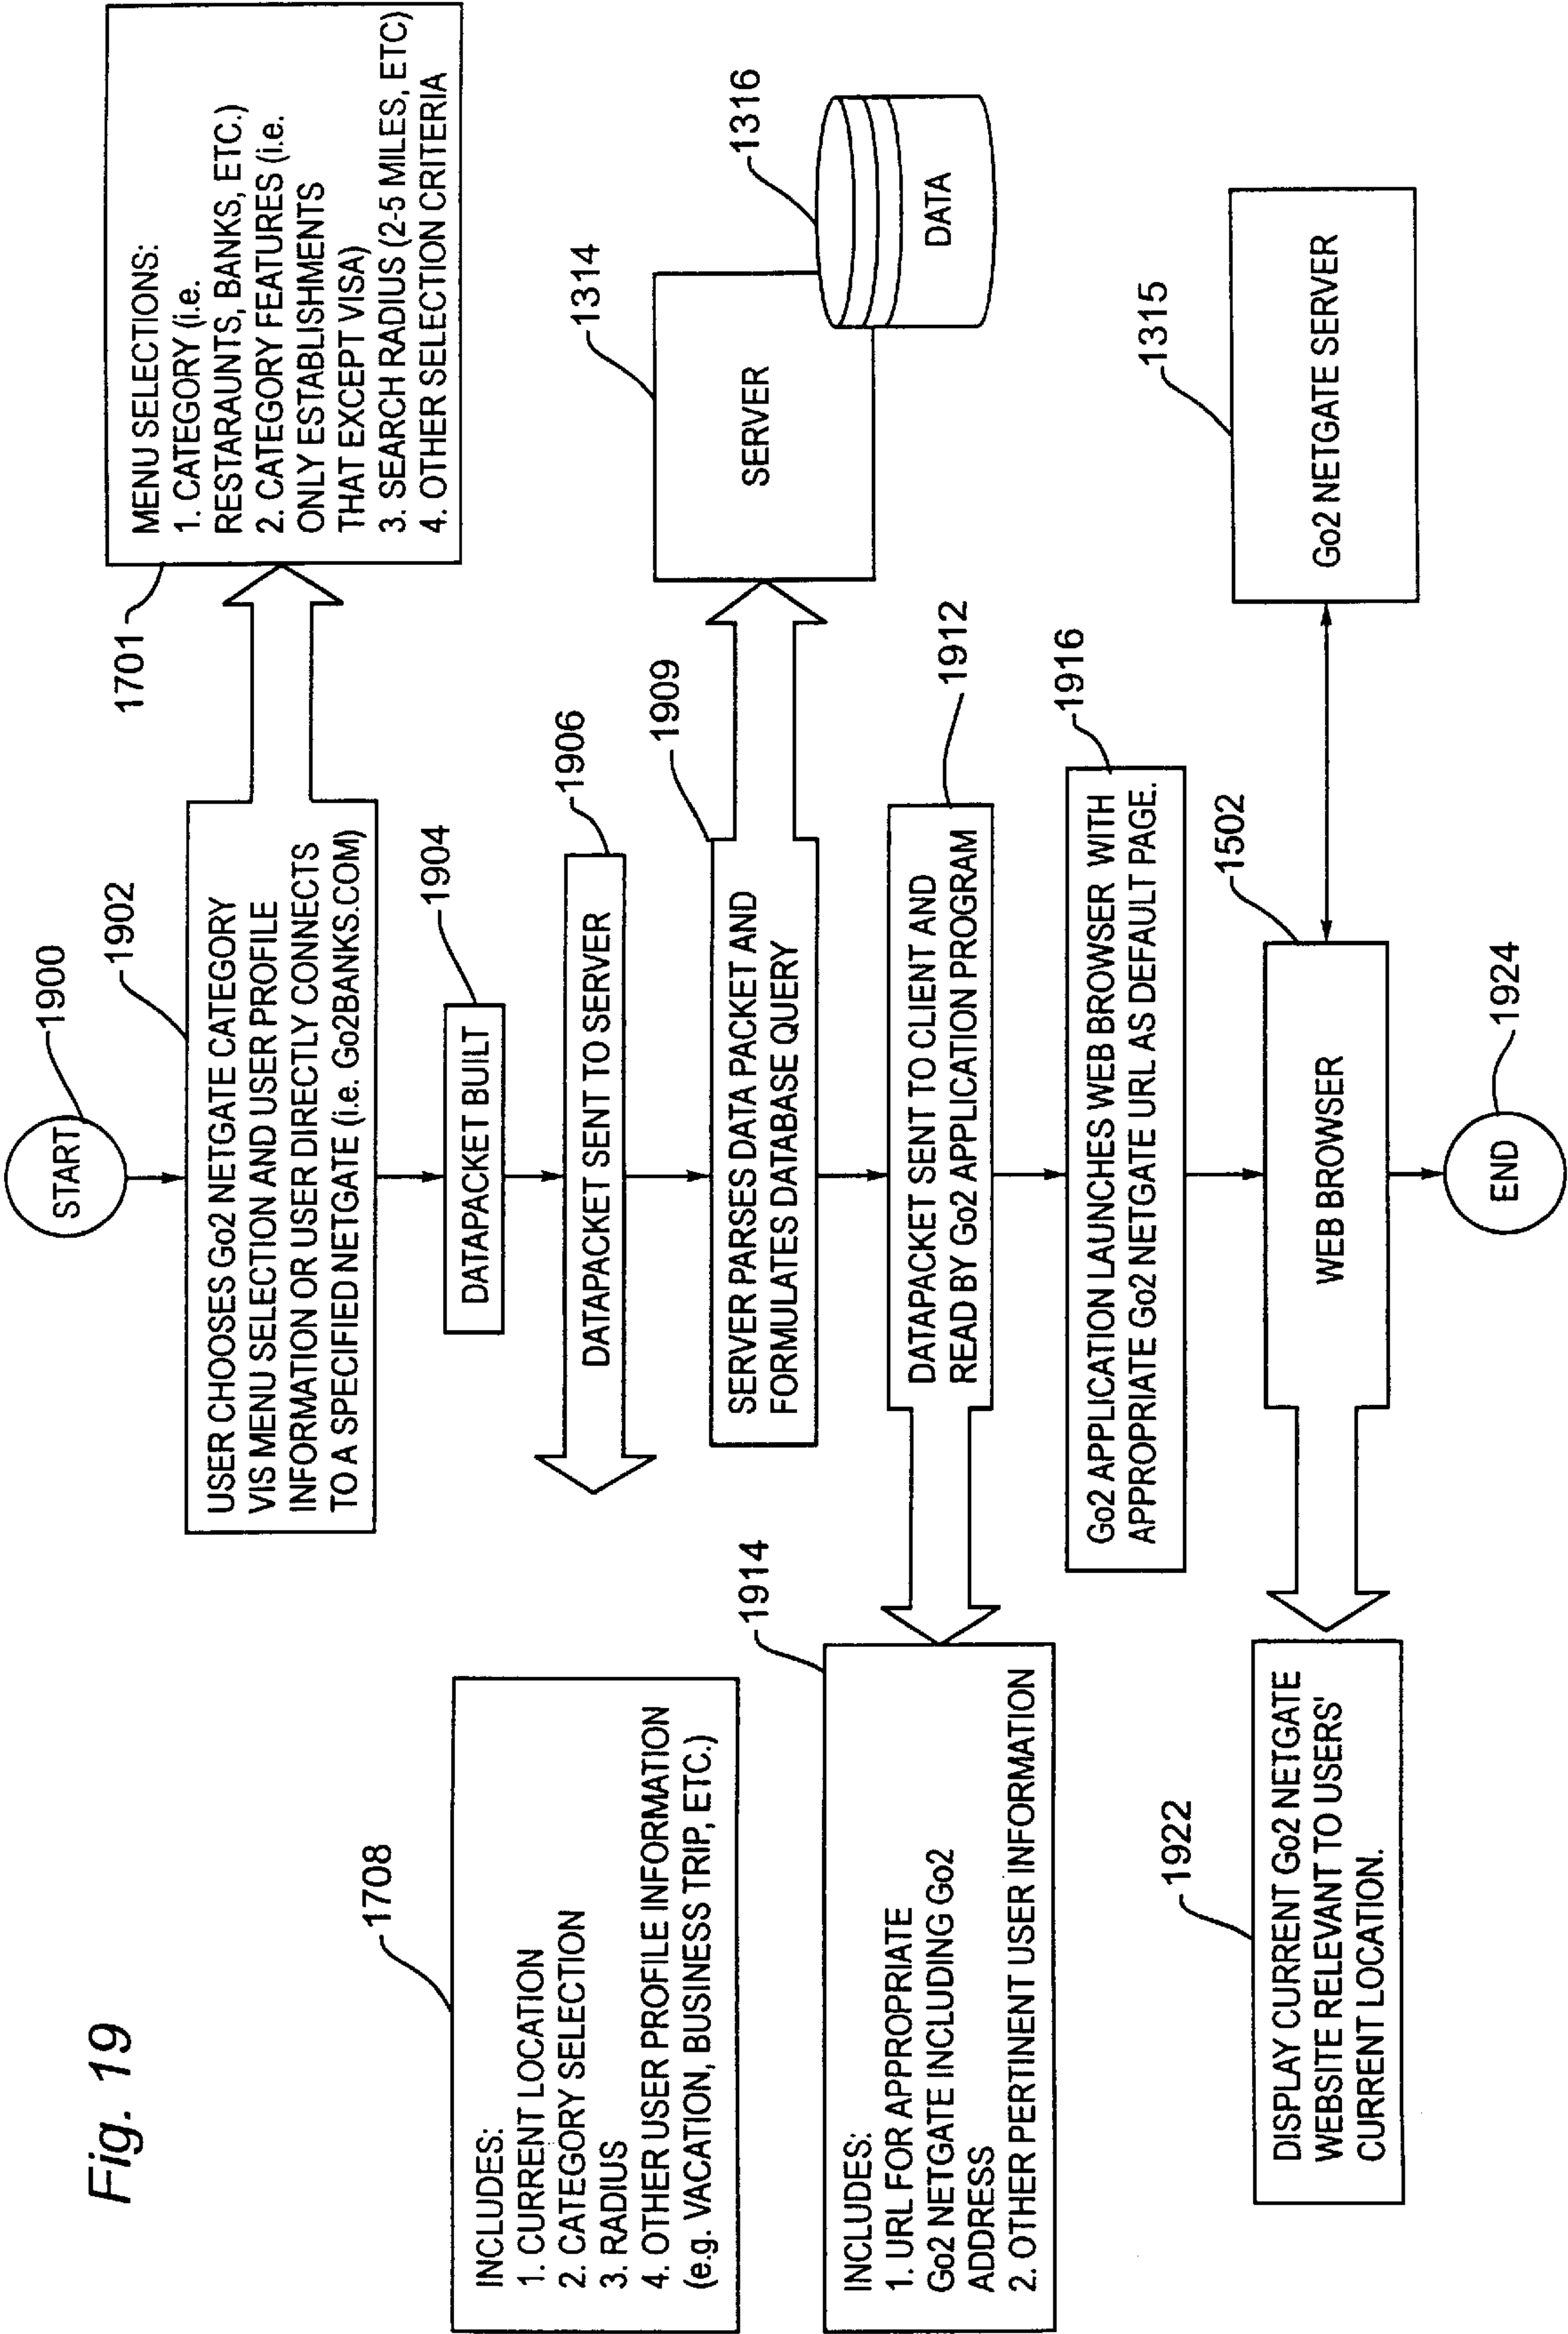 Fig. 19
START
1900
USER CHOOSES Go2 NETGATE CATEGORY
VIS MENU SELECTION AND USER PROFILE
INFORMATION OR USER DIRECTLY CONNECTS
TO A SPECIFIED NETGATE (i.e. Go2BANKS.COM)
1902
MENU SELECTIONS:
1. CATEGORY (i.e.
RESTARAUNTS, BANKS, ETC.)
2. CATEGORY FEATURES (i.e.
ONLY ESTABLISHMENTS
THAT EXCEPT VISA)
3. SEARCH RADIUS (2-5 MILES, ETC)
4. OTHER SELECTION CRITERIA
1701
DATAPACKET BUILT
1904
DATAPACKET SENT TO SERVER
1906
INCLUDES:
1. CURRENT LOCATION
2. CATEGORY SELECTION
3. RADIUS
4. OTHER USER PROFILE INFORMATION
(e.g. VACATION, BUSINESS TRIP, ETC.)
1708
SERVER PARSES DATA PACKET AND
FORMULATES DATABASE QUERY
1909
SERVER
1314
DATA
1316
DATAPACKET SENT TO CLIENT AND
READ BY Go2 APPLICATION PROGRAM
1912
INCLUDES:
1. URL FOR APPROPRIATE
Go2 NETGATE INCLUDING Go2
ADDRESS
2. OTHER PERTINENT USER INFORMATION
1914
Go2 APPLICATION LAUNCHES WEB BROWSER WITH
APPROPRIATE Go2 NETGATE URL AS DEFAULT PAGE.
1916
WEB BROWSER
1502
Go2 NETGATE SERVER
1315
DISPLAY CURRENT Go2 NETGATE
WEBSITE RELEVANT TO USERS'
CURRENT LOCATION.
1922
END
1924